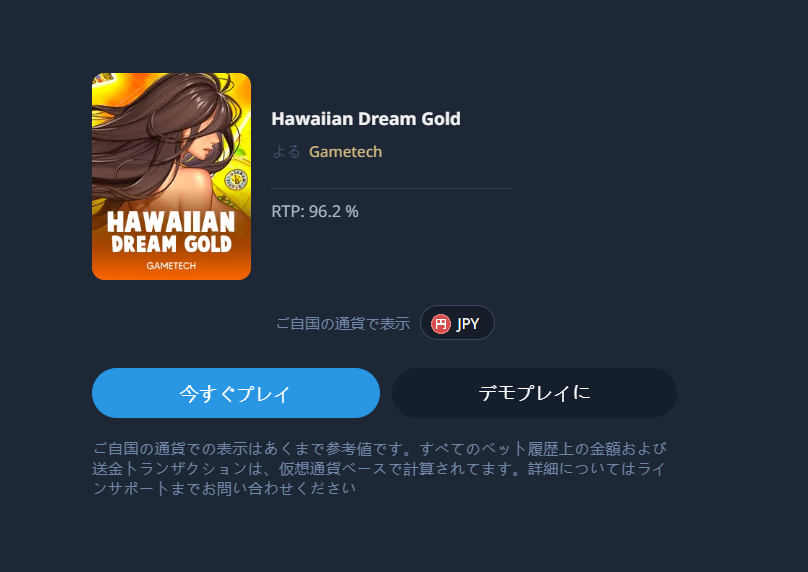 Hawaiian Dream Gold
よる Gametech
RTP: 96.2 %
HAWAIIAN
DREAM GOLD
GAMETECH
ご自国の通貨で表示 円 JPY
今すぐプレイ デモプレイに
ご自国の通貨での表示はあくまで参考値です。すべてのベット履歴上の金額および
送金トランザクションは、仮想通貨ベースで計算されてます。詳細についてはライ
ンサポートまでお問い合わせください